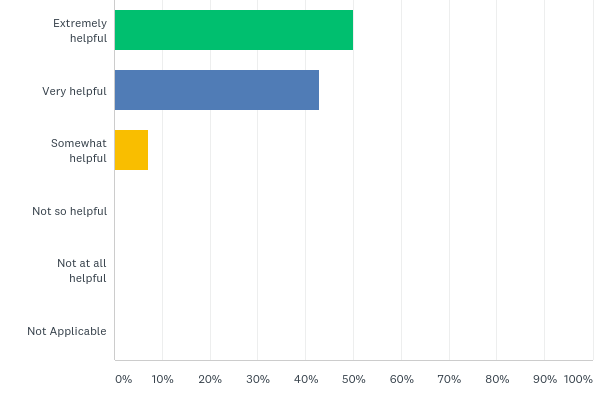 Extremely
helpful
Very helpful
Somewhat
helpful
Not so helpful
Not at all
helpful
Not Applicable
0% 10% 20% 30% 40% 50% 60% 70% 80% 90% 100%